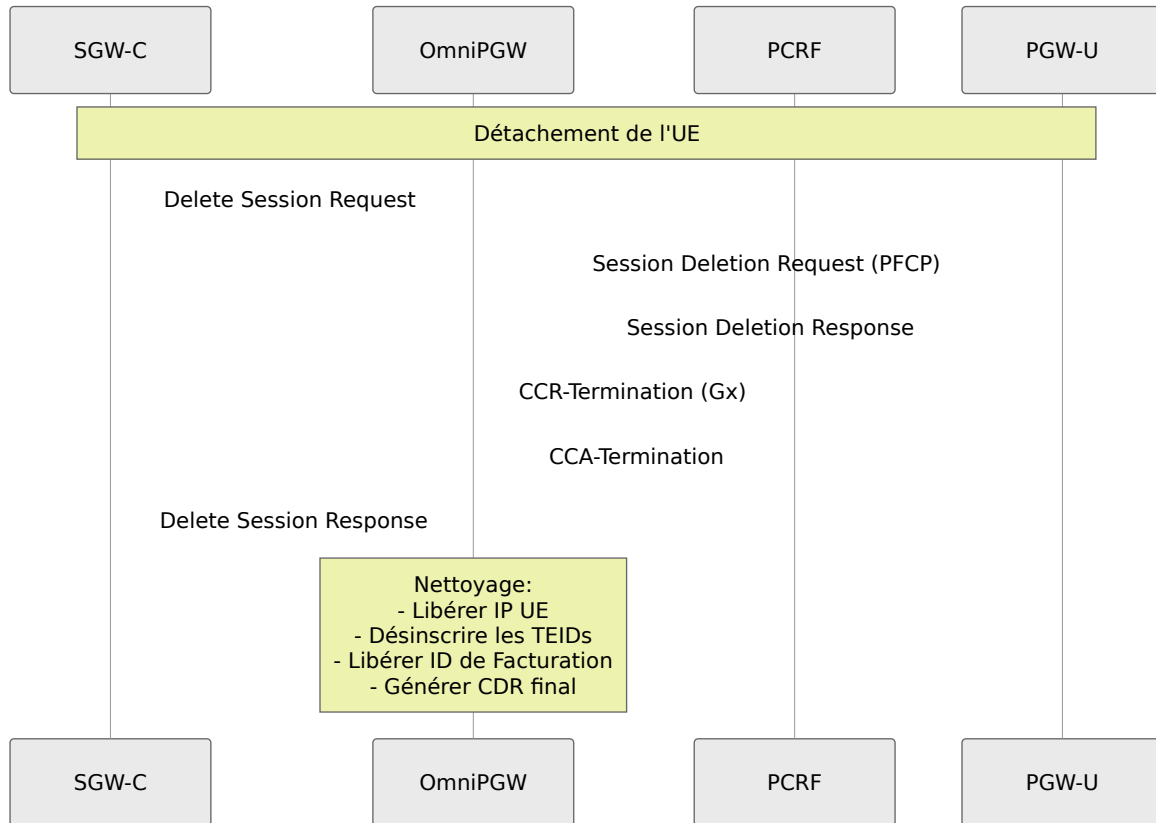 SGW-C
OmniPGW
PCRF
PGW-U
Détachement de l'UE
Delete Session Request
Session Deletion Request (PFCP)
Session Deletion Response
CCR-Termination (Gx)
CCA-Termination
Delete Session Response
Nettoyage:
- Libérer IP UE
- Désinscrire les TEIDs
- Libérer ID de Facturation
- Générer CDR final
SGW-C
OmniPGW
PCRF
PGW-U